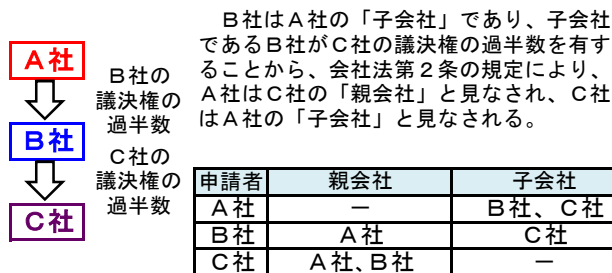 A社
B社の
議決権の
過半数
B社
C社の
議決権の
過半数
C社
B社はA社の「子会社」であり、子会社
であるB社がC社の議決権の過半数を有す
ることから、会社法第2条の規定により、
A社はC社の「親会社」と見なされ、C社
はA社の「子会社」と見なされる。
申請者 親会社 子会社
A社 － B社、C社
B社 A社 C社
C社 A社、B社 －